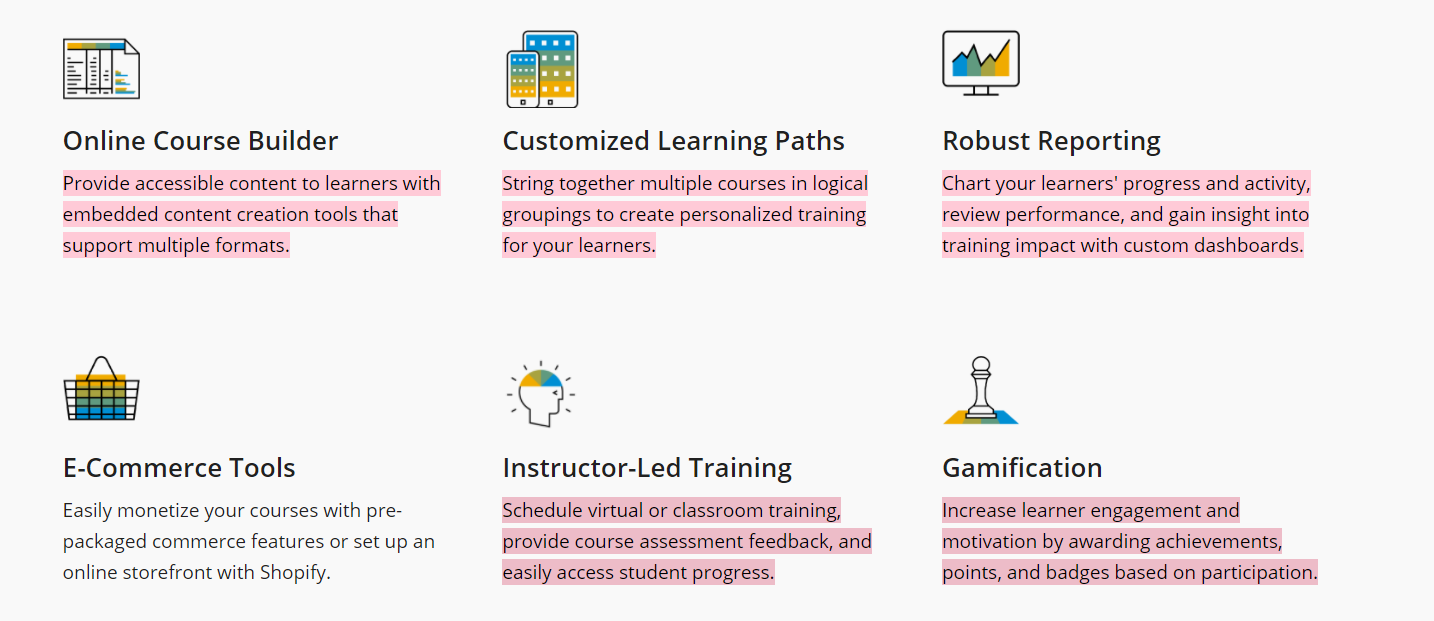 Online Course Builder
Provide accessible content to learners with
embedded content creation tools that
support multiple formats.
Customized Learning Paths
String together multiple courses in logical
groupings to create personalized training
for your learners.
Robust Reporting
Chart your learners' progress and activity,
review performance, and gain insight into
training impact with custom dashboards.
E-Commerce Tools
Easily monetize your courses with pre-
packaged commerce features or set up an
online storefront with Shopify.
Instructor-Led Training
Schedule virtual or classroom training,
provide course assessment feedback, and
easily access student progress.
Gamification
Increase learner engagement and
motivation by awarding achievements,
points, and badges based on participation.